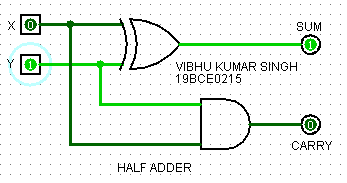 X 0
SUM
Y 1
1
VIBHU KUMAR SINGH
19BCE0215
0
CARRY
HALF ADDER